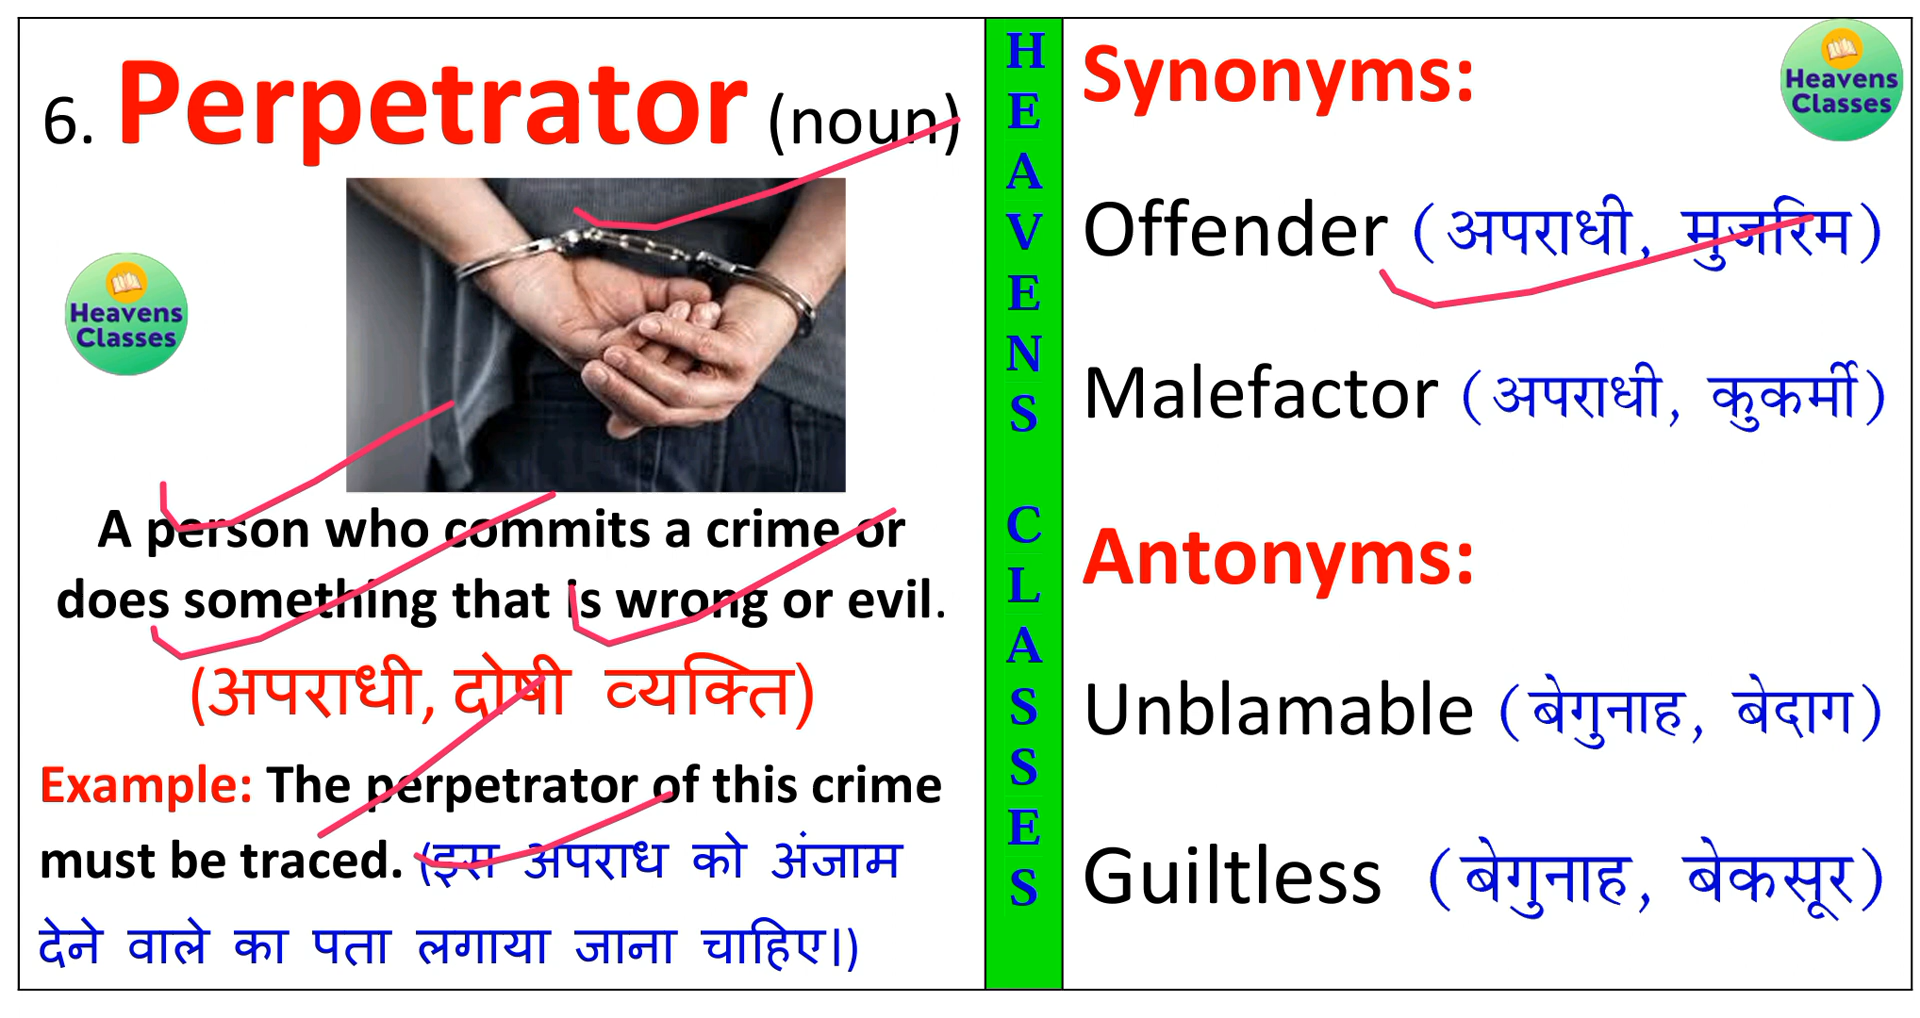 6. Perpetrator (noun)
Heavens
Classes
A person who commits a crime or
does something that is wrong or evil.
(अपराधी, दोषी व्यक्ति)
Example: The perpetrator of this crime
must be traced. (इस अपराध को अंजाम
देने वाले का पता लगाया जाना चाहिए।)
HEAVENS CLASSES
Synonyms:
Heavens
Classes
Offender (अपराधी, मुजरिम)
Malefactor (अपराधी, कुकर्मी)
Antonyms:
Unblamable (बेगुनाह, बेदाग)
Guiltless (बेगुनाह, बेकसूर)